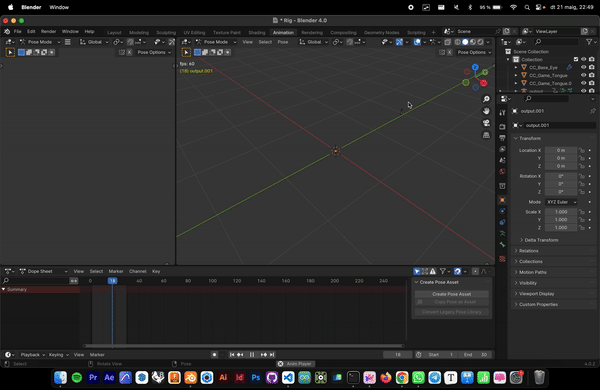 Blender Window
95 % dt 21 maig, 22:49
* Rig - Blender 4.0
File Edit Render Window Help Layout Modeling Sculpting UV Editing Texture Paint Shading Animation Rendering Compositing Geometry Nodes Scripting Scene ViewLayer
Pose Mode Global Pose Mode View Select Pose Global
Pose Options Pose Options
fps: 60
(18) output.001
Scene Collection
Collection
CC_Base_Eye
CC_Game_Tongue
CC_Game_Tongue.0
output.001
output.001
Transform
Location X 0 m
Y 0 m
Z 0 m
Rotation X 0°
Y 0°
Z 0°
Mode XYZ Euler
Scale X 1.000
Y 1.000
Z 1.000
Delta Transform
Relations
Collections
Motion Paths
Visibility
Viewport Display
Custom Properties
Dope Sheet View Select Marker Channel Key
0 18 40 80 120 160 200 240
Summary
Create Pose Asset
Create Pose Asset
Copy Pose as Asset
Convert Legacy Pose Library
Playback Keying View Marker 18 Start 1 End 30
Select Rotate View Pose Anim Player 4.0.2